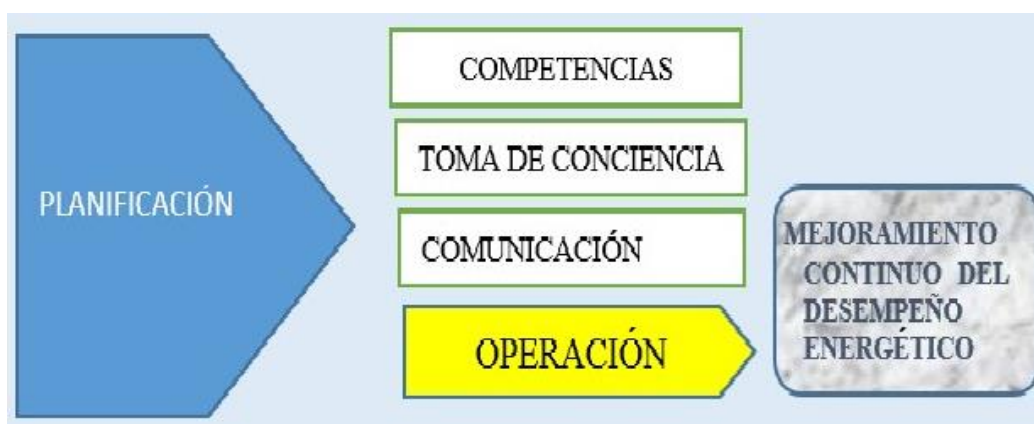 PLANIFICACIÓN
COMPETENCIAS
TOMA DE CONCIENCIA
COMUNICACIÓN
OPERACIÓN
MEJORAMIENTO
CONTINUO DEL
DESEMPEÑO
ENERGÉTICO